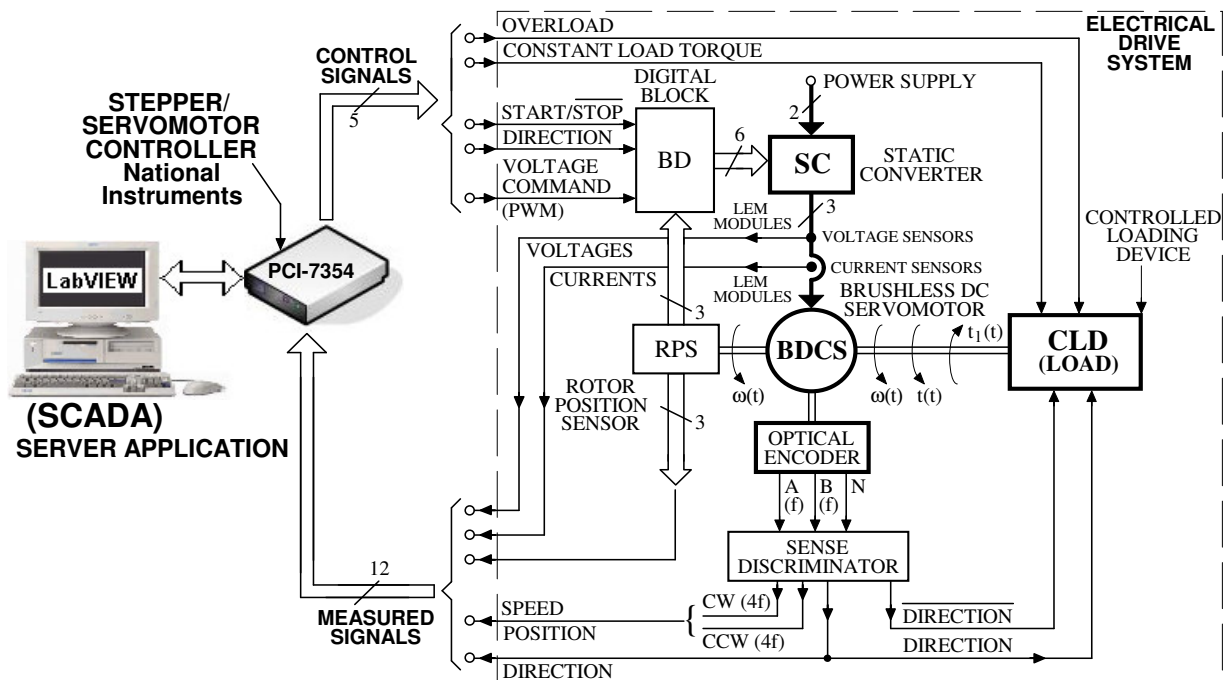 OVERLOAD
CONSTANT LOAD TORQUE
ELECTRICAL
DRIVE
SYSTEM
CONTROL
SIGNALS
5
STEPPER/
SERVOMOTOR
CONTROLLER
National
Instruments
START/STOP
DIRECTION
VOLTAGE
COMMAND
(PWM)
DIGITAL
BLOCK
BD
6
POWER SUPPLY
2
SC
STATIC
CONVERTER
3
LEM
MODULES
VOLTAGE SENSORS
CURRENT SENSORS
LEM
MODULES
VOLTAGES
CURRENTS
3
CONTROLLED
LOADING
DEVICE
BRUSHLESS DC
SERVOMOTOR
LabVIEW
PCI-7354
(SCADA)
SERVER APPLICATION
RPS
ROTOR
POSITION
SENSOR
3
ω(t)
BDCS
ω(t)
t(t)
t1(t)
CLD
(LOAD)
OPTICAL
ENCODER
A
(f)
B
(f)
N
SENSE
DISCRIMINATOR
12
MEASURED
SIGNALS
SPEED
POSITION
DIRECTION
{
CW (4f)
CCW (4f)
DIRECTION
DIRECTION